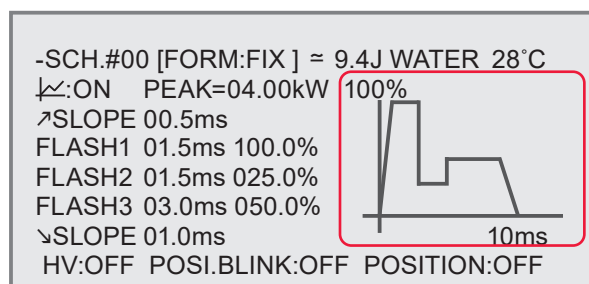 -SCH.#00 [FORM:FIX ] ≃ 9.4J WATER 28˚C
:ON PEAK=04.00kW 100%
↗SLOPE 00.5ms
FLASH1 01.5ms 100.0%
FLASH2 01.5ms 025.0%
FLASH3 03.0ms 050.0%
↘SLOPE 01.0ms 10ms
HV:OFF POSI.BLINK:OFF POSITION:OFF